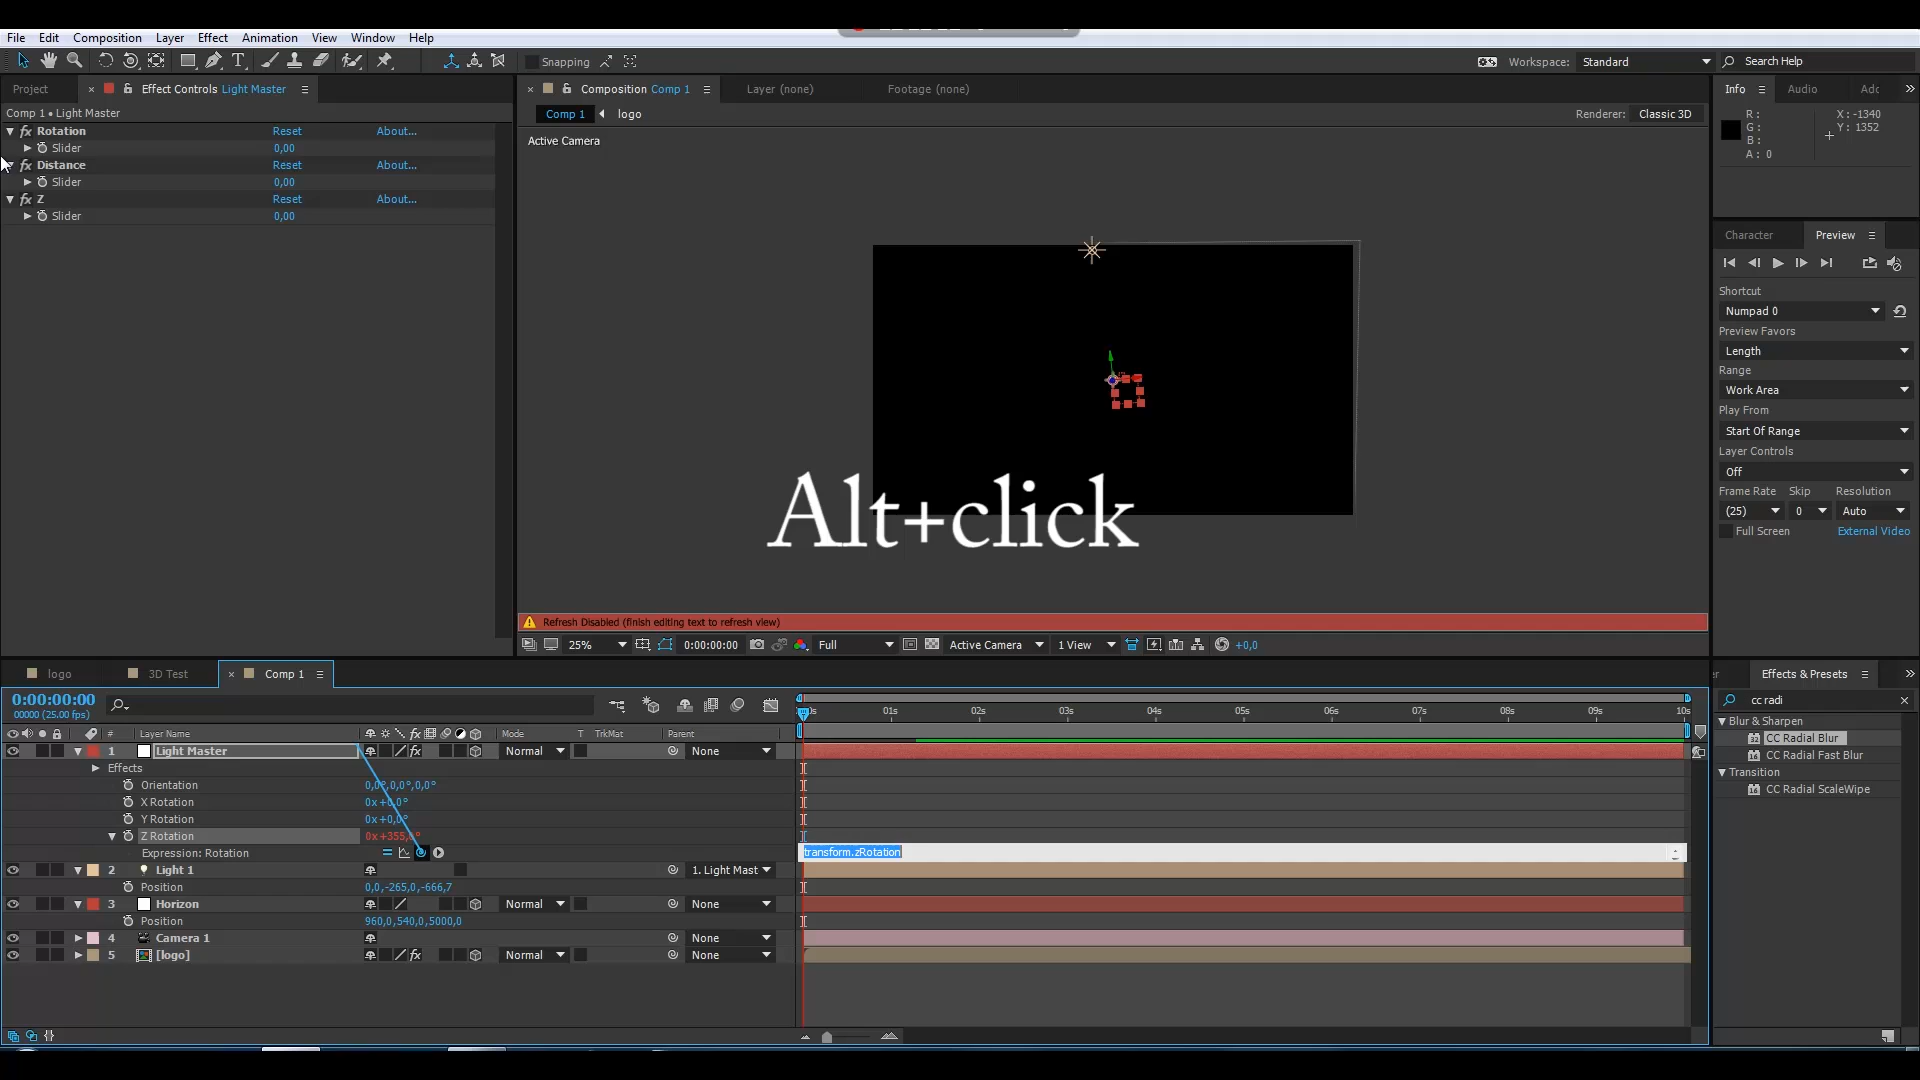 File Edit Composition Layer Effect Animation View Window Help
Snapping
Workspace: Standard
Search Help
Project
Effect Controls Light Master
Comp 1 • Light Master
fx Rotation Reset About...
Slider 0,00
fx Distance Reset About...
Slider 0,00
fx Z Reset About...
Slider 0,00
Composition Comp 1
Layer (none)
Footage (none)
Comp 1 logo
Renderer: Classic 3D
Active Camera
Alt+click
Refresh Disabled (finish editing text to refresh view)
25% 0:00:00:00 Full Active Camera 1 View +0,0
Info Audio
R:
G:
B:
A: 0
X: -1340
Y: 1352
Character Preview
Shortcut
Numpad 0
Preview Favors
Length
Range
Work Area
Play From
Start Of Range
Layer Controls
Off
Frame Rate Skip Resolution
(25) 0 Auto
Full Screen External Video
logo 3D Test Comp 1
0:00:00:00
00000 (25.00 fps)
01s 02s 03s 04s 05s 06s 07s 08s 09s 10s
# Layer Name Mode T TrkMat Parent
1 Light Master Normal None
Effects
Orientation 0,0°,0,0°,0,0°
X Rotation 0x+0,0°
Y Rotation 0x+0,0°
Z Rotation
Expression: Rotation
transform.zRotation
2 Light 1 1. Light Mast
Position 0,0,-265,0,-666,7
3 Horizon Normal None
Position 960,0,540,0,5000,0
4 Camera 1 None
5 [logo] Normal None
Effects & Presets
cc radi
Blur & Sharpen
CC Radial Blur
CC Radial Fast Blur
Transition
CC Radial ScaleWipe